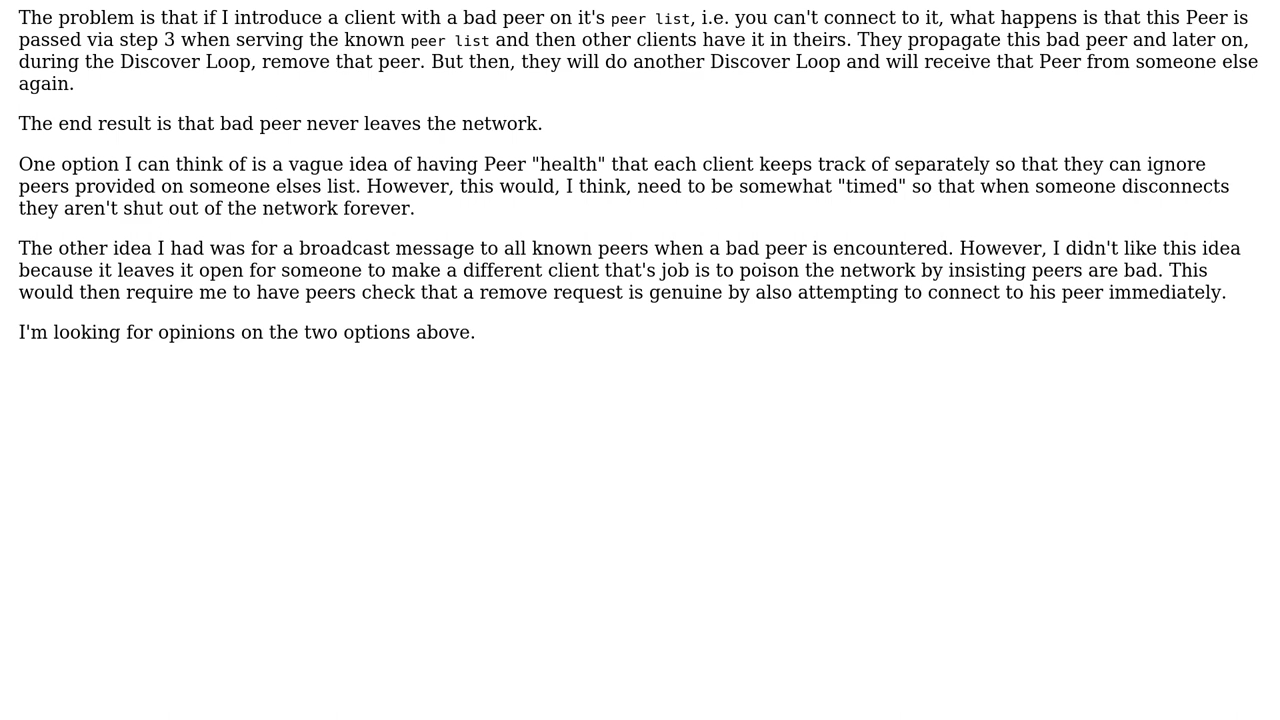 The problem is that if I introduce a client with a bad peer on it's peer list, i.e. you can't connect to it, what happens is that this Peer is
passed via step 3 when serving the known peer list and then other clients have it in theirs. They propagate this bad peer and later on,
during the Discover Loop, remove that peer. But then, they will do another Discover Loop and will receive that Peer from someone else
again.
The end result is that bad peer never leaves the network.
One option I can think of is a vague idea of having Peer "health" that each client keeps track of separately so that they can ignore
peers provided on someone elses list. However, this would, I think, need to be somewhat "timed" so that when someone disconnects
they aren't shut out of the network forever.
The other idea I had was for a broadcast message to all known peers when a bad peer is encountered. However, I didn't like this idea
because it leaves it open for someone to make a different client that's job is to poison the network by insisting peers are bad. This
would then require me to have peers check that a remove request is genuine by also attempting to connect to his peer immediately.
I'm looking for opinions on the two options above.